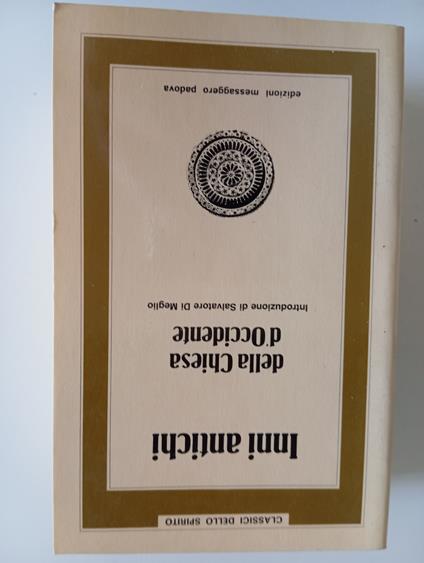 CLASSICI DELLO SPIRITO
Inni antichi
della Chiesa
d'Occidente
Introduzione di Salvatore Di Meglio
edizioni messaggero padova